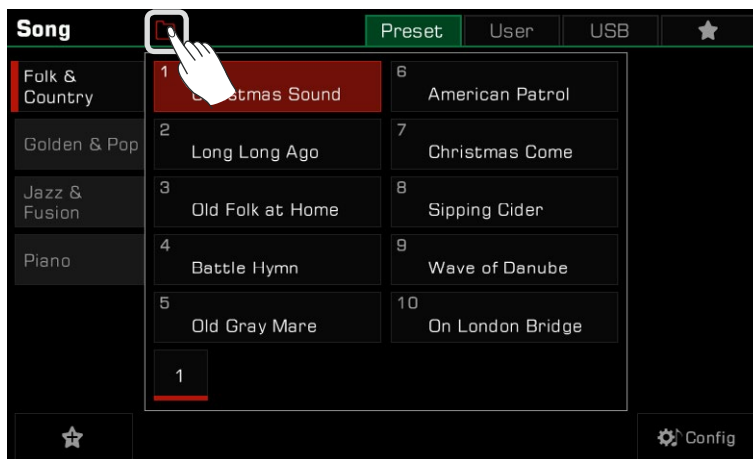 Song
Preset
User
USB
Folk &
Country
Golden & Pop
Jazz &
Fusion
Piano
1
stmas Sound
2
Long Long Ago
3
Old Folk at Home
4
Battle Hymn
5
Old Gray Mare
6
American Patrol
7
Christmas Come
8
Sipping Cider
9
Wave of Danube
10
On London Bridge
1
Config